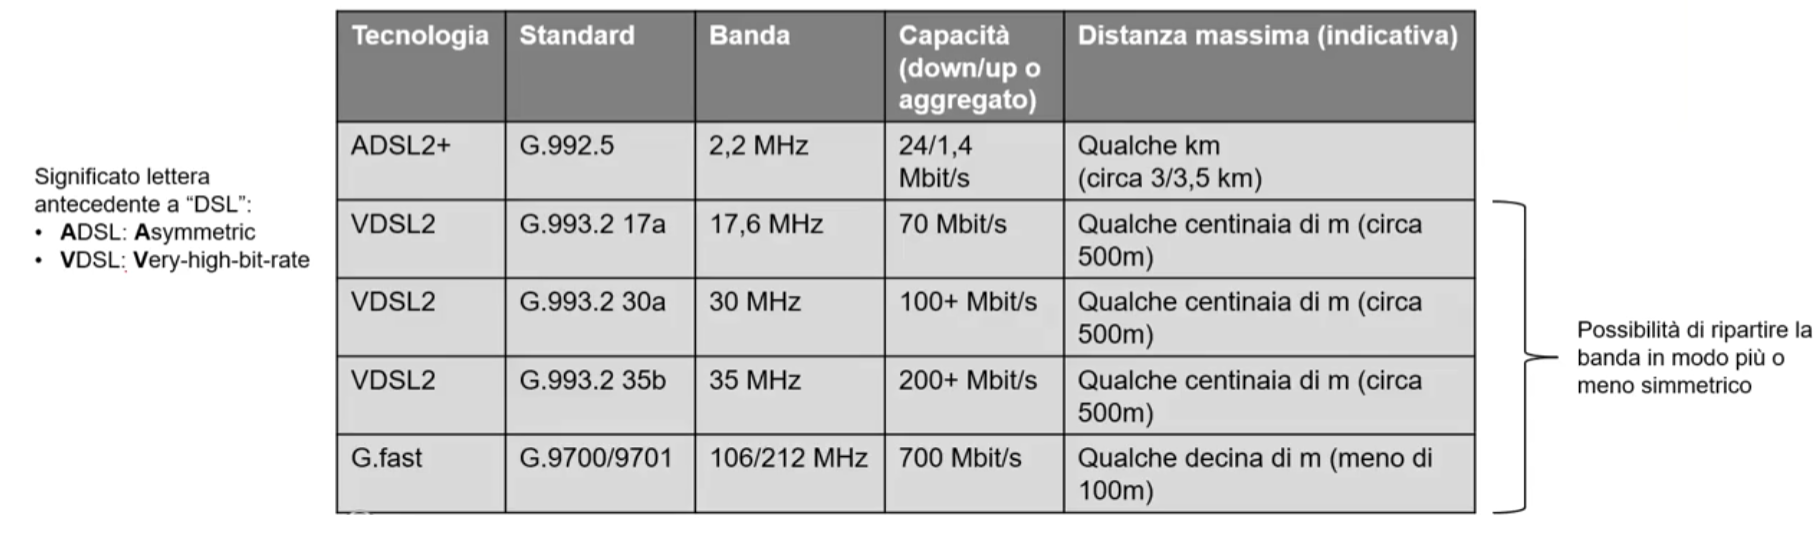 Significato lettera
antecedente a “DSL”:
• ADSL: Asymmetric
• VDSL: Very-high-bit-rate
Tecnologia Standard Banda Capacità (down/up o aggregato) Distanza massima (indicativa)
ADSL2+ G.992.5 2,2 MHz 24/1,4 Mbit/s Qualche km (circa 3/3,5 km)
VDSL2 G.993.2 17a 17,6 MHz 70 Mbit/s Qualche centinaia di m (circa 500m)
VDSL2 G.993.2 30a 30 MHz 100+ Mbit/s Qualche centinaia di m (circa 500m)
VDSL2 G.993.2 35b 35 MHz 200+ Mbit/s Qualche centinaia di m (circa 500m)
G.fast G.9700/9701 106/212 MHz 700 Mbit/s Qualche decina di m (meno di 100m)
Possibilità di ripartire la
banda in modo più o
meno simmetrico